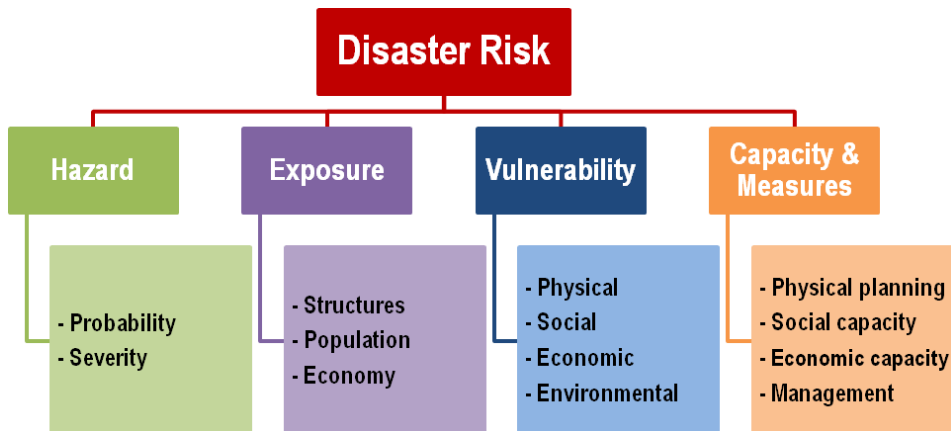 Disaster Risk
Hazard
- Probability
- Severity
Exposure
- Structures
- Population
- Economy
Vulnerability
- Physical
- Social
- Economic
- Environmental
Capacity &
Measures
- Physical planning
- Social capacity
- Economic capacity
- Management